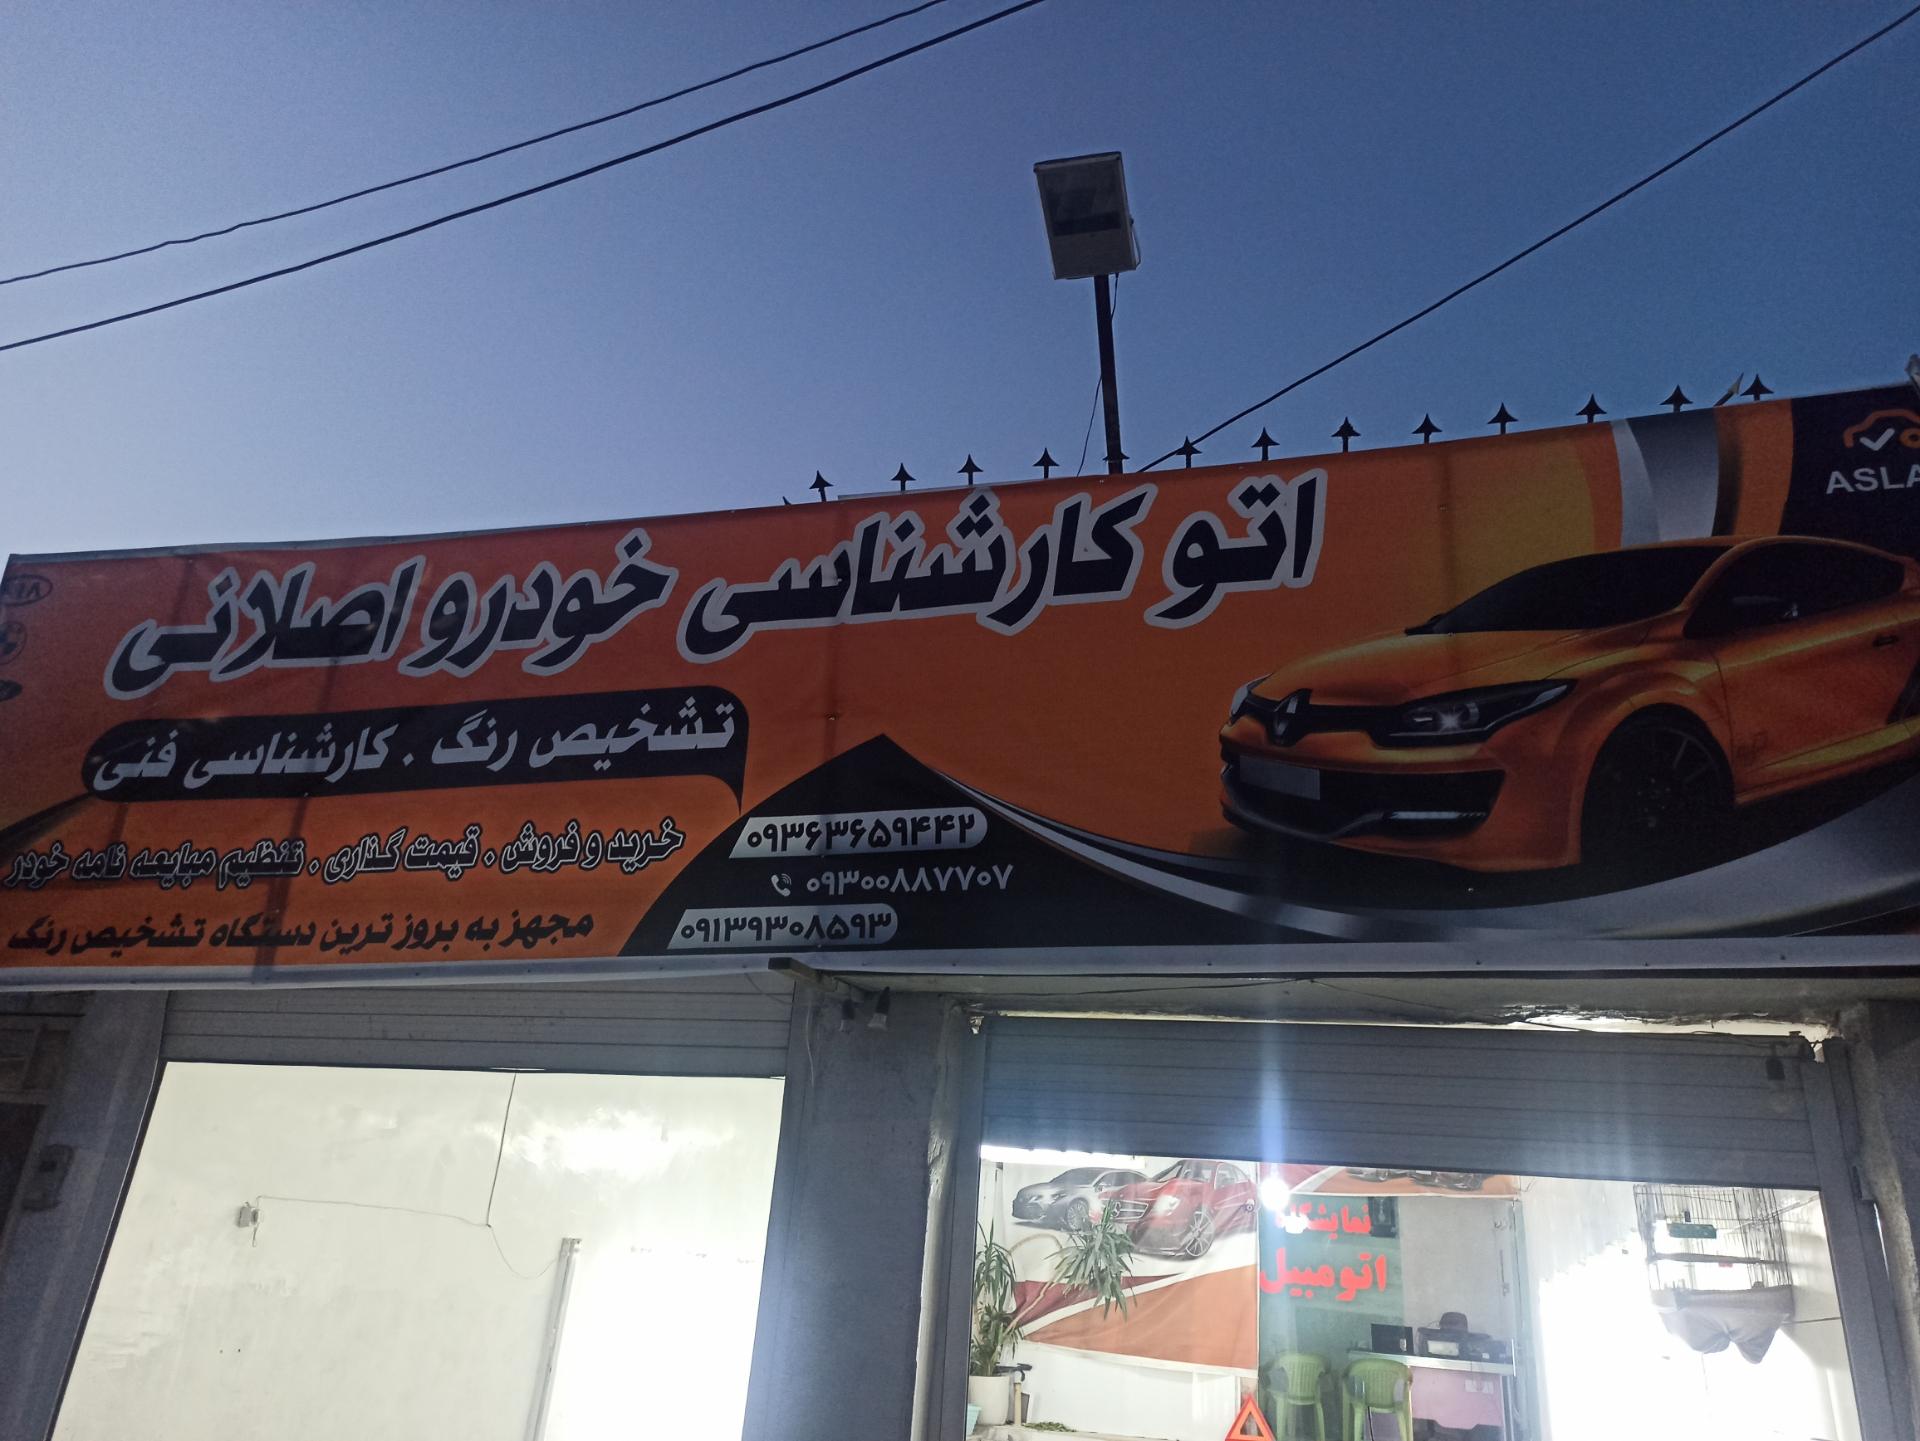 اتو کارشناسی خودرو اصلانی
تشخیص رنگ . کارشناسی فنی
خرید و فروش . قیمت گذاری . تنظیم مبایعه نامه خودر
مجهز به بروز ترین دستگاه تشخیص رنگ
۰۹۳۶۳۶۵۹۴۴۲
۰۹۳۰۰۸۸۷۷۰۷
۰۹۱۳۹۳۰۸۵۹۳
ASLA
KIA
نمایشگاه
اتومبیل